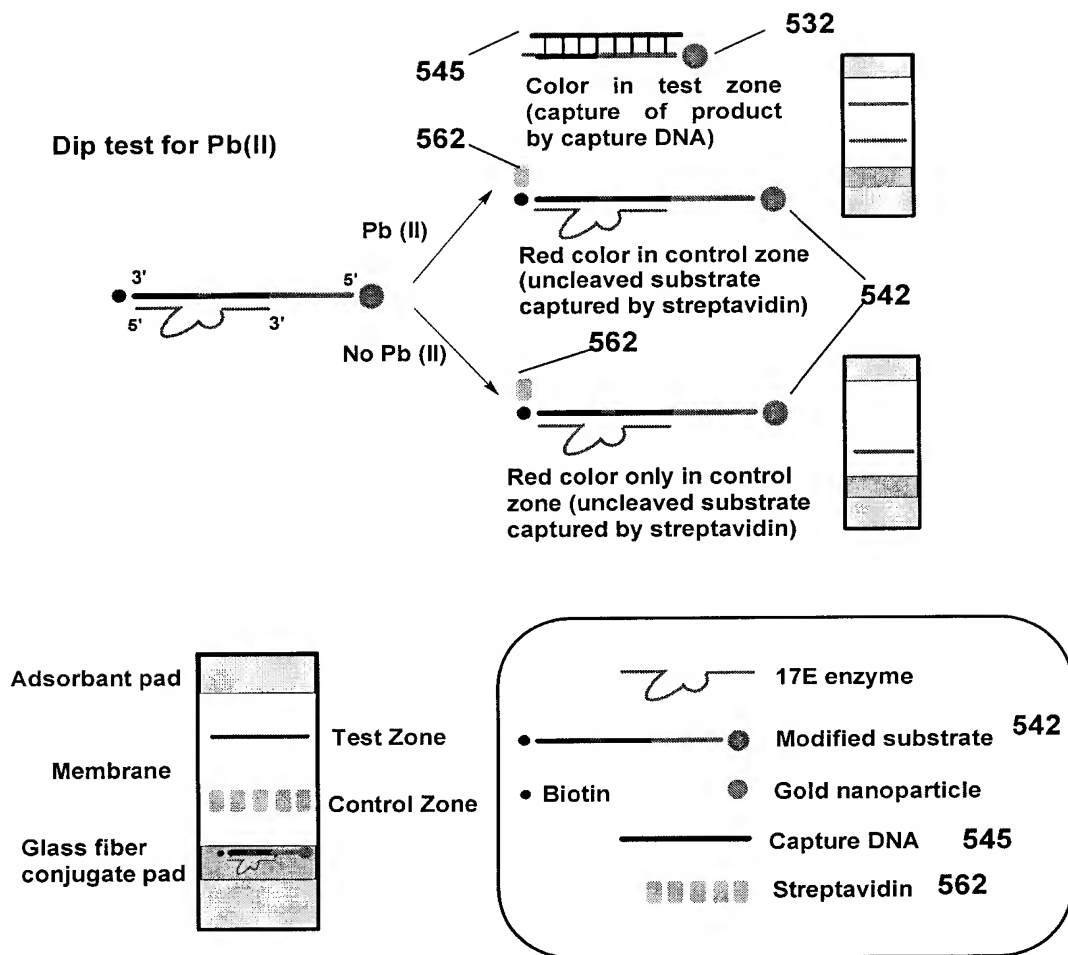 532
545
Color in test zone
(capture of product
by capture DNA)
Dip test for Pb(II)
562
Pb (II)
Red color in control zone
(uncleaved substrate
captured by streptavidin)
3'
5'
5'
3'
542
No Pb (II)
562
Red color only in control
zone (uncleaved substrate
captured by streptavidin)
Adsorbant pad
Test Zone
Membrane
Control Zone
Glass fiber
conjugate pad
17E enzyme
Modified substrate 542
Biotin
Gold nanoparticle
Capture DNA 545
Streptavidin 562